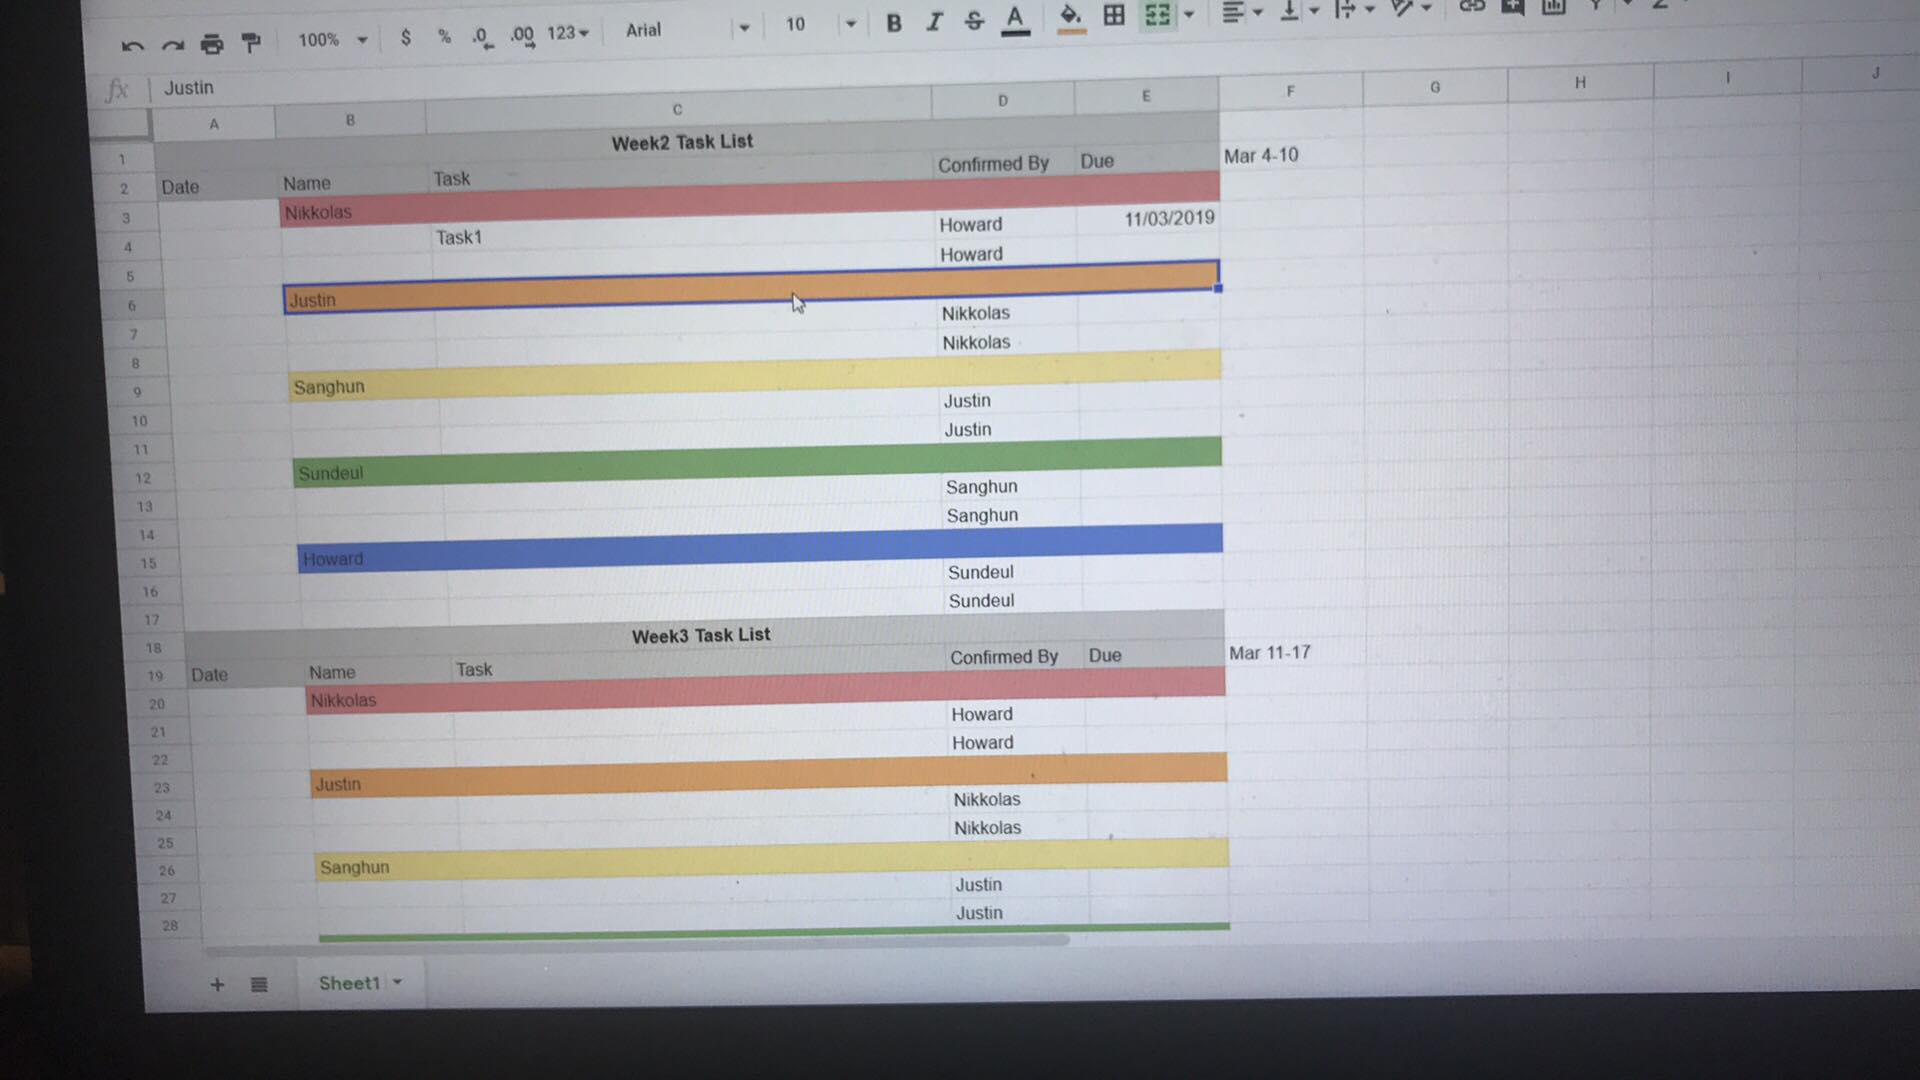 100% $ % .0 .00 123 Arial 10 B I S A
fx Justin
A B C D E F G H I J
1 Week2 Task List
2 Date Name Task Confirmed By Due Mar 4-10
3 Nikkolas
4 Task1 Howard 11/03/2019
5 Howard
6 Justin
7 Nikkolas
8 Nikkolas
9 Sanghun
10 Justin
11 Justin
12 Sundeul
13 Sanghun
14 Sanghun
15 Howard
16 Sundeul
17 Sundeul
18 Week3 Task List
19 Date Name Task Confirmed By Due Mar 11-17
20 Nikkolas
21 Howard
22 Howard
23 Justin
24 Nikkolas
25 Nikkolas
26 Sanghun
27 Justin
28 Justin
+ Sheet1